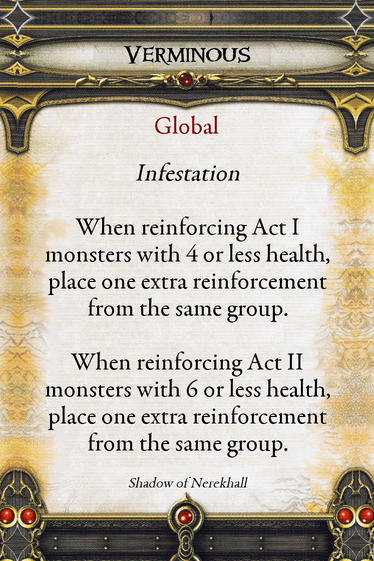 Verminous
Global
Infestation
When reinforcing Act I
monsters with 4 or less health,
place one extra reinforcement
from the same group.
When reinforcing Act II
monsters with 6 or less health,
place one extra reinforcement
from the same group.
Shadow of Nerekhall